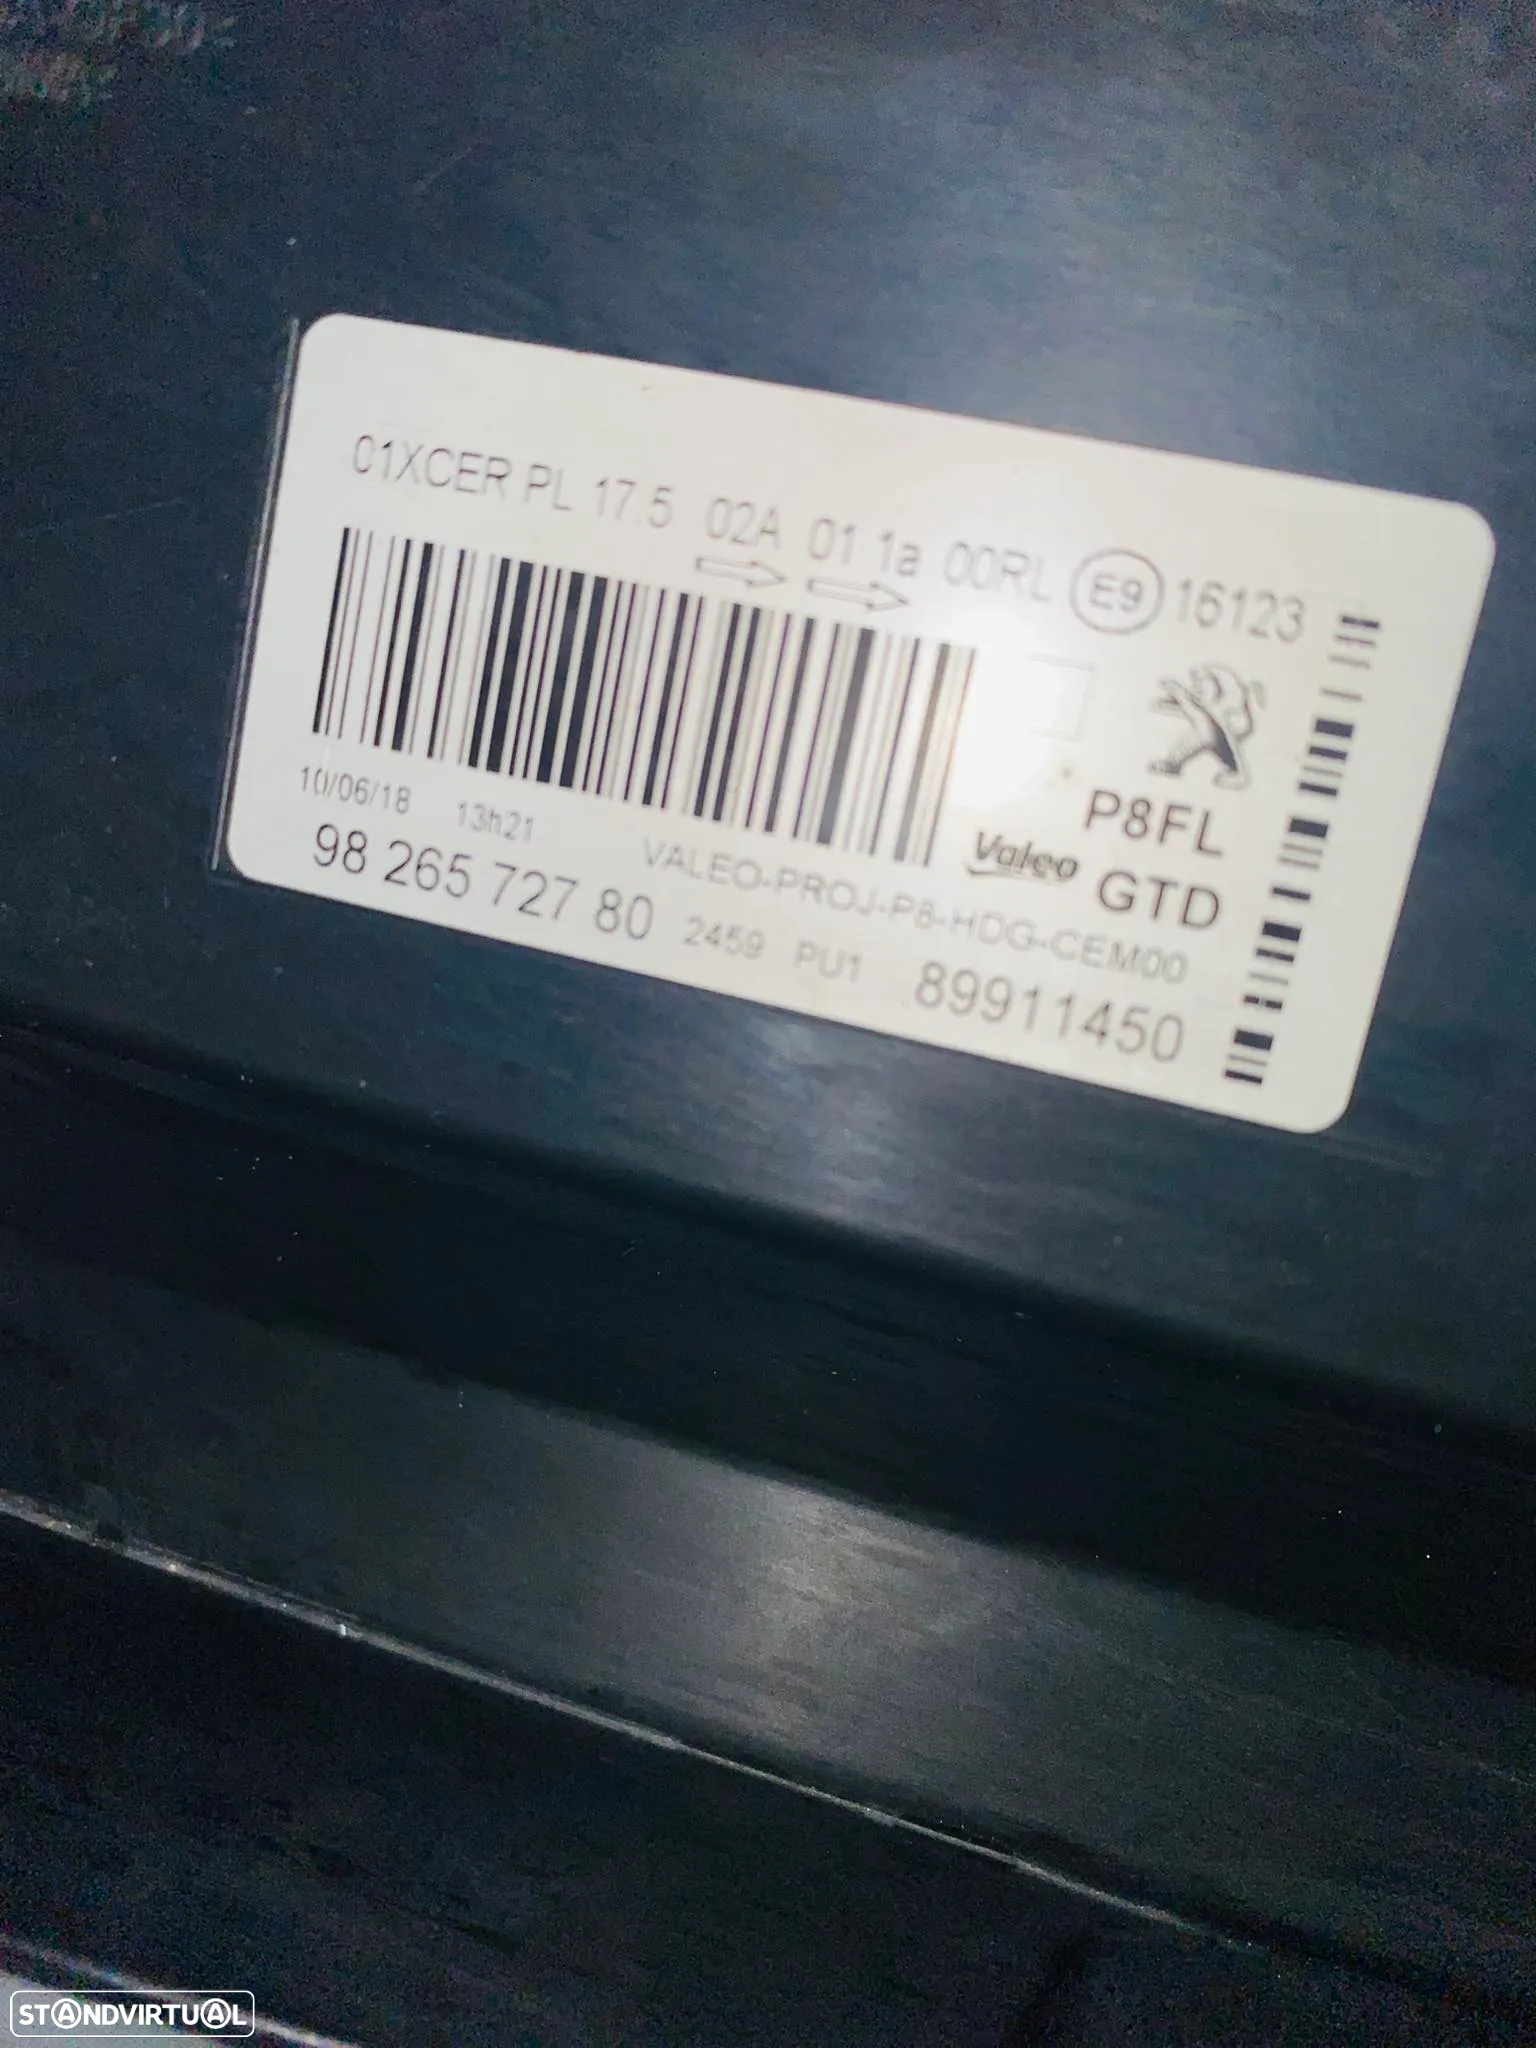 01XCER PL 17.5 02A 01 1a 00RL E9 16123
10/06/18 13h21
P8FL
Valeo GTD
VALEO-PROJ-P8-HDG-CEM00
98 265 727 80 2459 PU1 89911450
STANDVIRTUAL